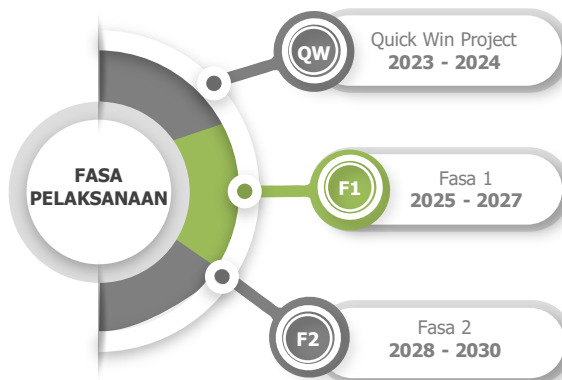 FASA
PELAKSANAAN
QW
Quick Win Project
2023 - 2024
F1
Fasa 1
2025 - 2027
F2
Fasa 2
2028 - 2030